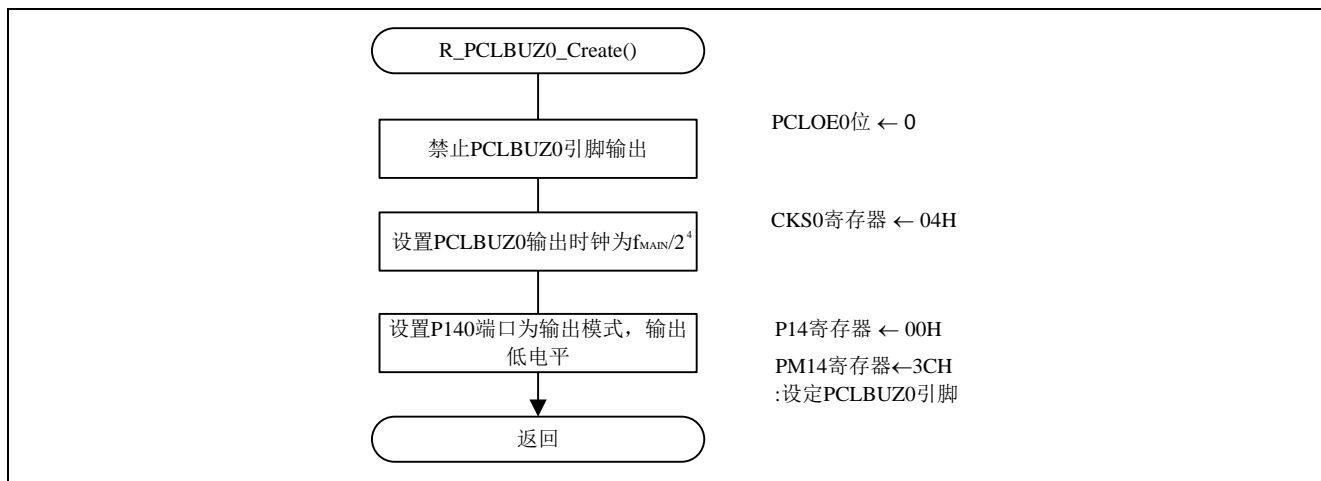 R_PCLBUZ0_Create()
禁止PCLBUZ0引脚输出
PCLOE0位 ← 0
设置PCLBUZ0输出时钟为fMAIN/2⁴
CKS0寄存器 ← 04H
设置P140端口为输出模式，输出
低电平
P14寄存器 ← 00H
PM14寄存器←3CH
:设定PCLBUZ0引脚
返回